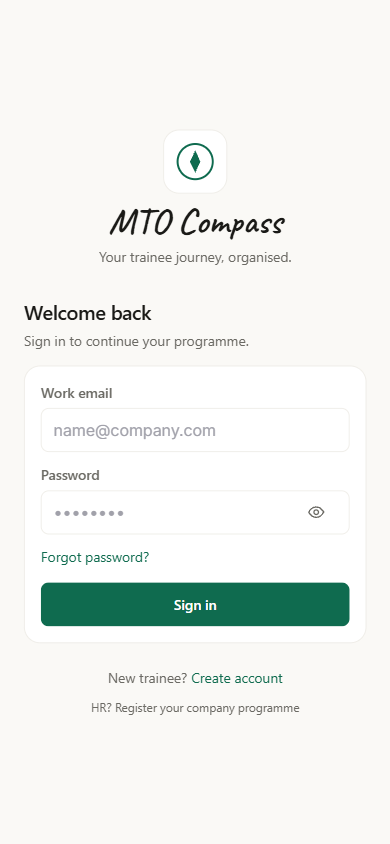 MTO Compass
Your trainee journey, organised.
Welcome back
Sign in to continue your programme.
Work email
name@company.com
Password
••••••••
Forgot password?
Sign in
New trainee? Create account
HR? Register your company programme